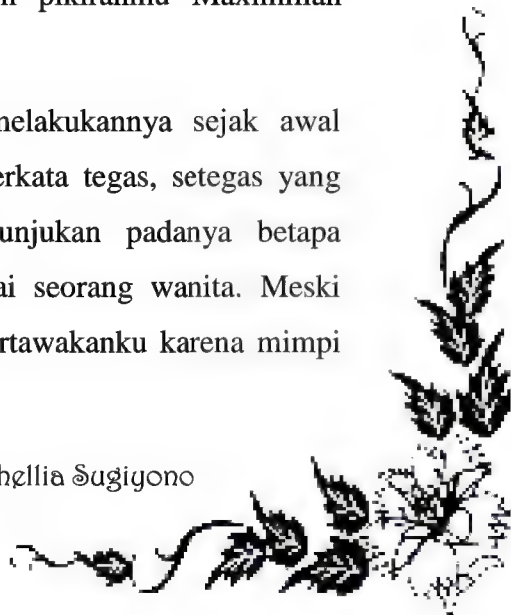 pikiranmu Maximilian
melakukannya sejak awal
erkata tegas, setegas yang
unjukan padanya betapa
ai seorang wanita. Meski
rtawakanku karena mimpi
hellia Sugiyono